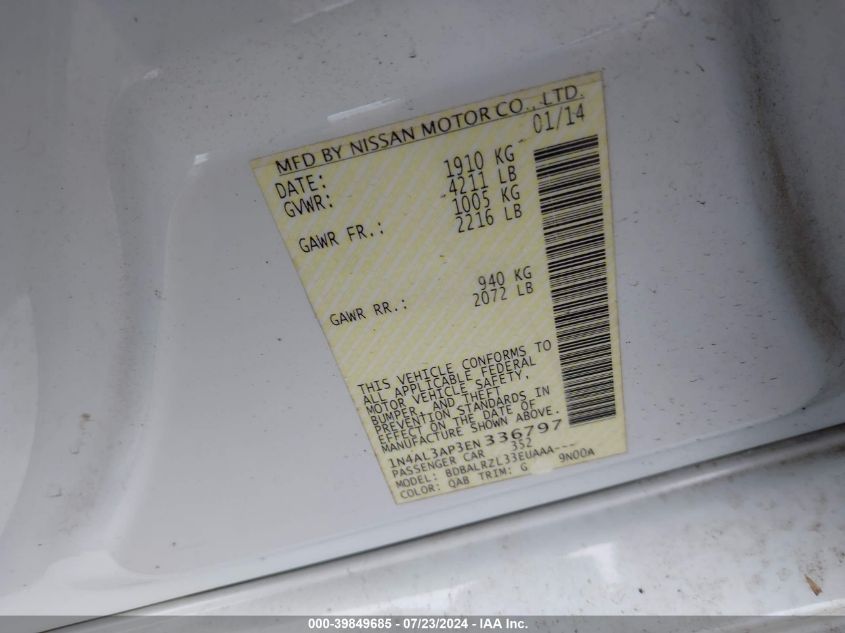 MFD BY NISSAN MOTOR CO., LTD.
DATE: 01/14
GVWR: 1910 KG
4211 LB
GAWR FR.: 1005 KG
2216 LB
GAWR RR.: 940 KG
2072 LB
THIS VEHICLE CONFORMS TO
ALL APPLICABLE FEDERAL
MOTOR VEHICLE SAFETY,
BUMPER, AND THEFT
PREVENTION STANDARDS IN
EFFECT ON THE DATE OF
MANUFACTURE SHOWN ABOVE.
1N4AL3AP3EN336797
PASSENGER CAR 352
MODEL: BDBALRZL33EUAAA---
COLOR: QAB TRIM: G 9N00A
000-39849685 - 07/23/2024 - IAA Inc.